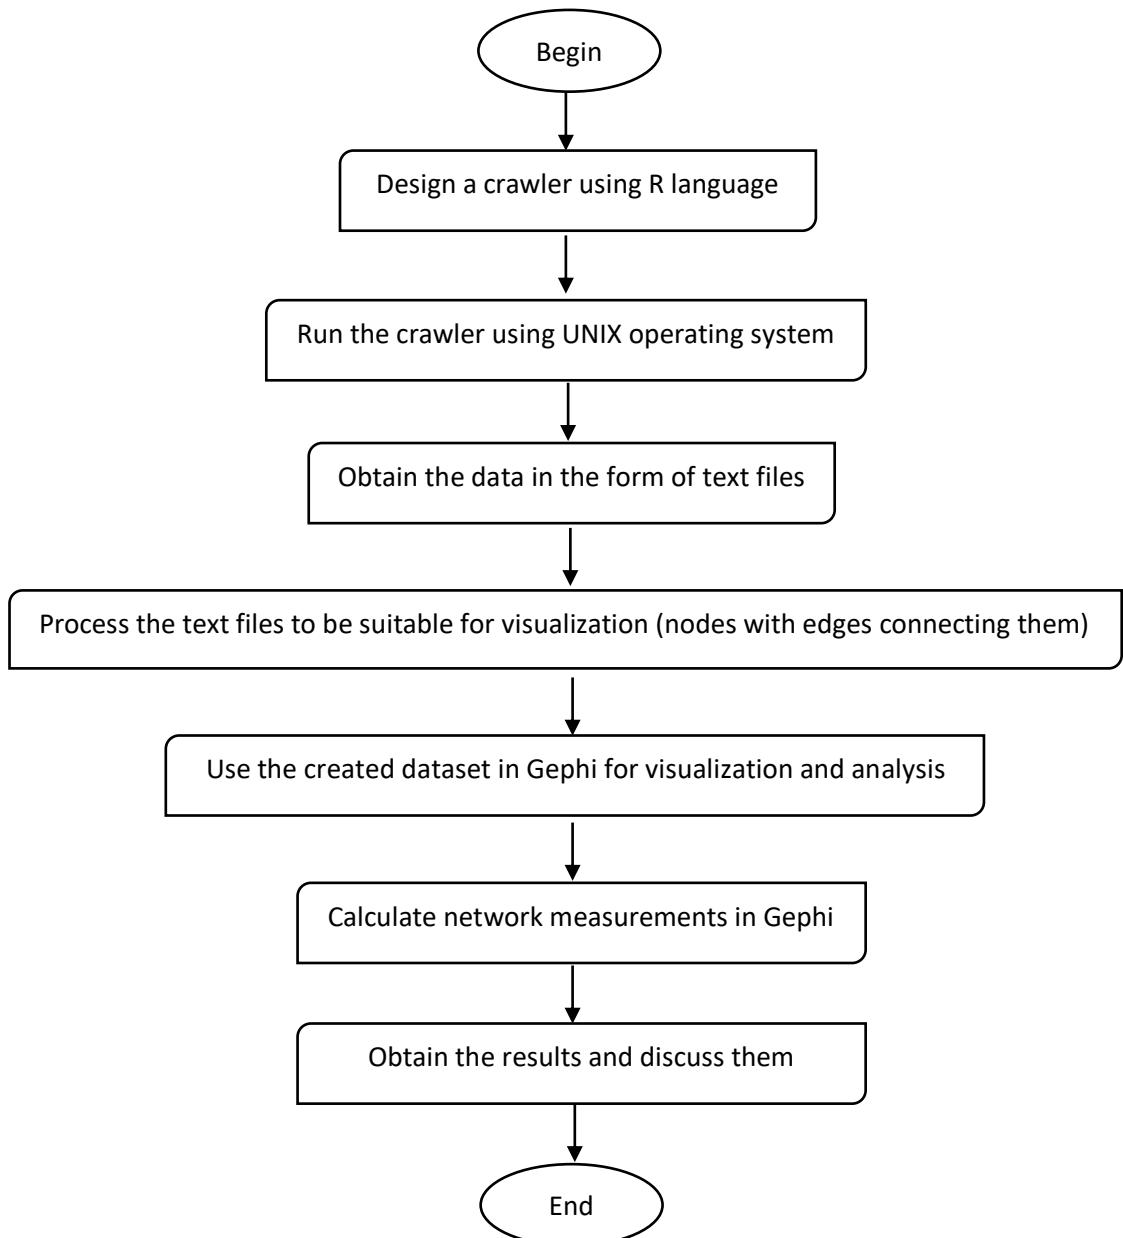 Begin
Design a crawler using R language
Run the crawler using UNIX operating system
Obtain the data in the form of text files
Process the text files to be suitable for visualization (nodes with edges connecting them)
Use the created dataset in Gephi for visualization and analysis
Calculate network measurements in Gephi
Obtain the results and discuss them
End